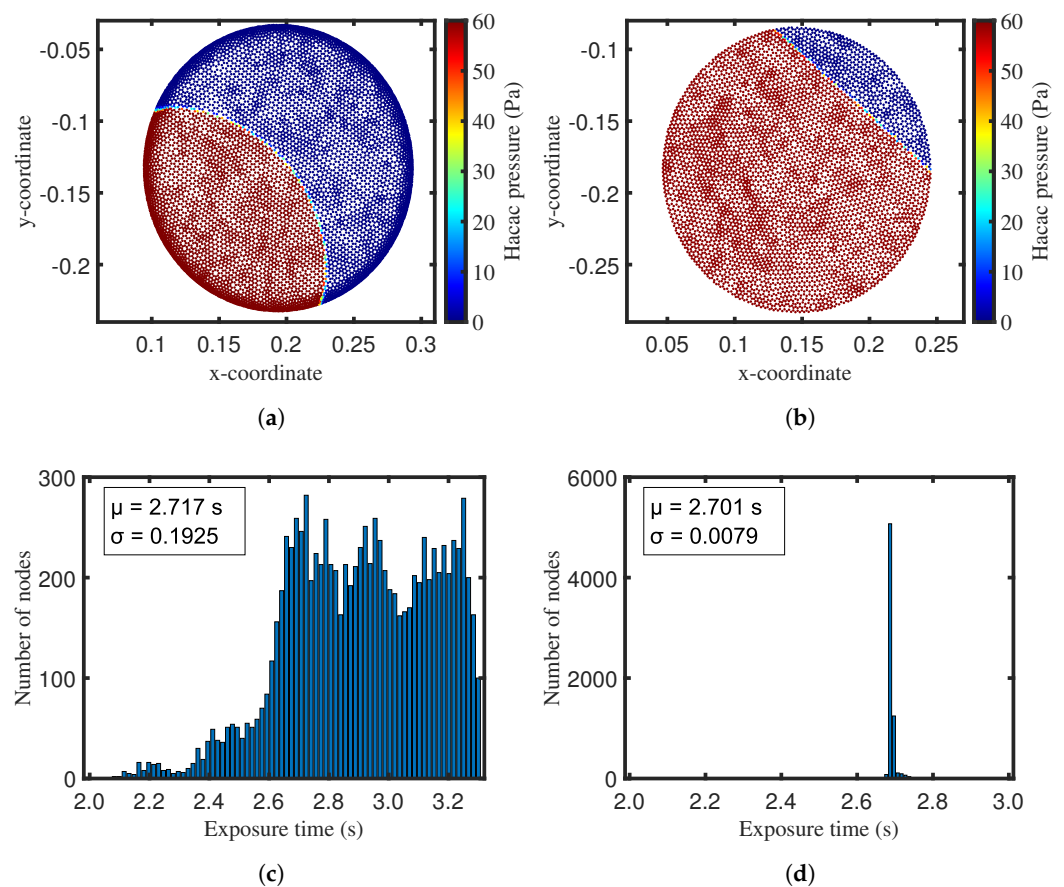 -0.05
-0.1
-0.15
-0.2
y-coordinate
0.1
0.15
0.2
0.25
0.3
x-coordinate
60
50
40
30
20
10
0
Hacac pressure (Pa)
(a)
-0.1
-0.15
-0.2
-0.25
y-coordinate
0.05
0.1
0.15
0.2
0.25
x-coordinate
60
50
40
30
20
10
0
Hacac pressure (Pa)
(b)
300
200
100
0
Number of nodes
μ = 2.717 s
σ = 0.1925
2.0
2.2
2.4
2.6
2.8
3.0
3.2
Exposure time (s)
(c)
6000
4000
2000
0
Number of nodes
μ = 2.701 s
σ = 0.0079
2.0
2.2
2.4
2.6
2.8
3.0
Exposure time (s)
(d)